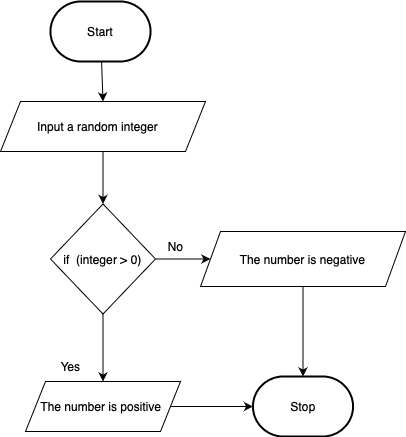 Start
Input a random integer
if (integer > 0)
No
The number is negative
Yes
The number is positive
Stop